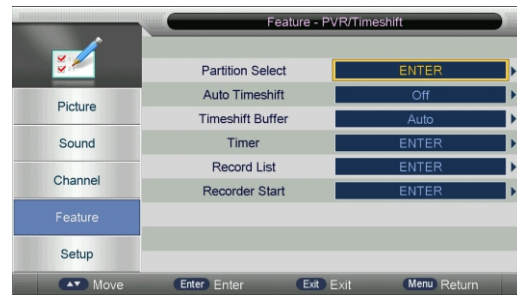 Feature - PVR/Timeshift
Partition Select ENTER
Auto Timeshift Off
Timeshift Buffer Auto
Timer ENTER
Record List ENTER
Recorder Start ENTER
Picture
Sound
Channel
Feature
Setup
Move Enter Enter Exit Exit Menu Return